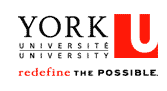 YORK U
UNIVERSITÉ
UNIVERSITY
redefine THE POSSIBLE.